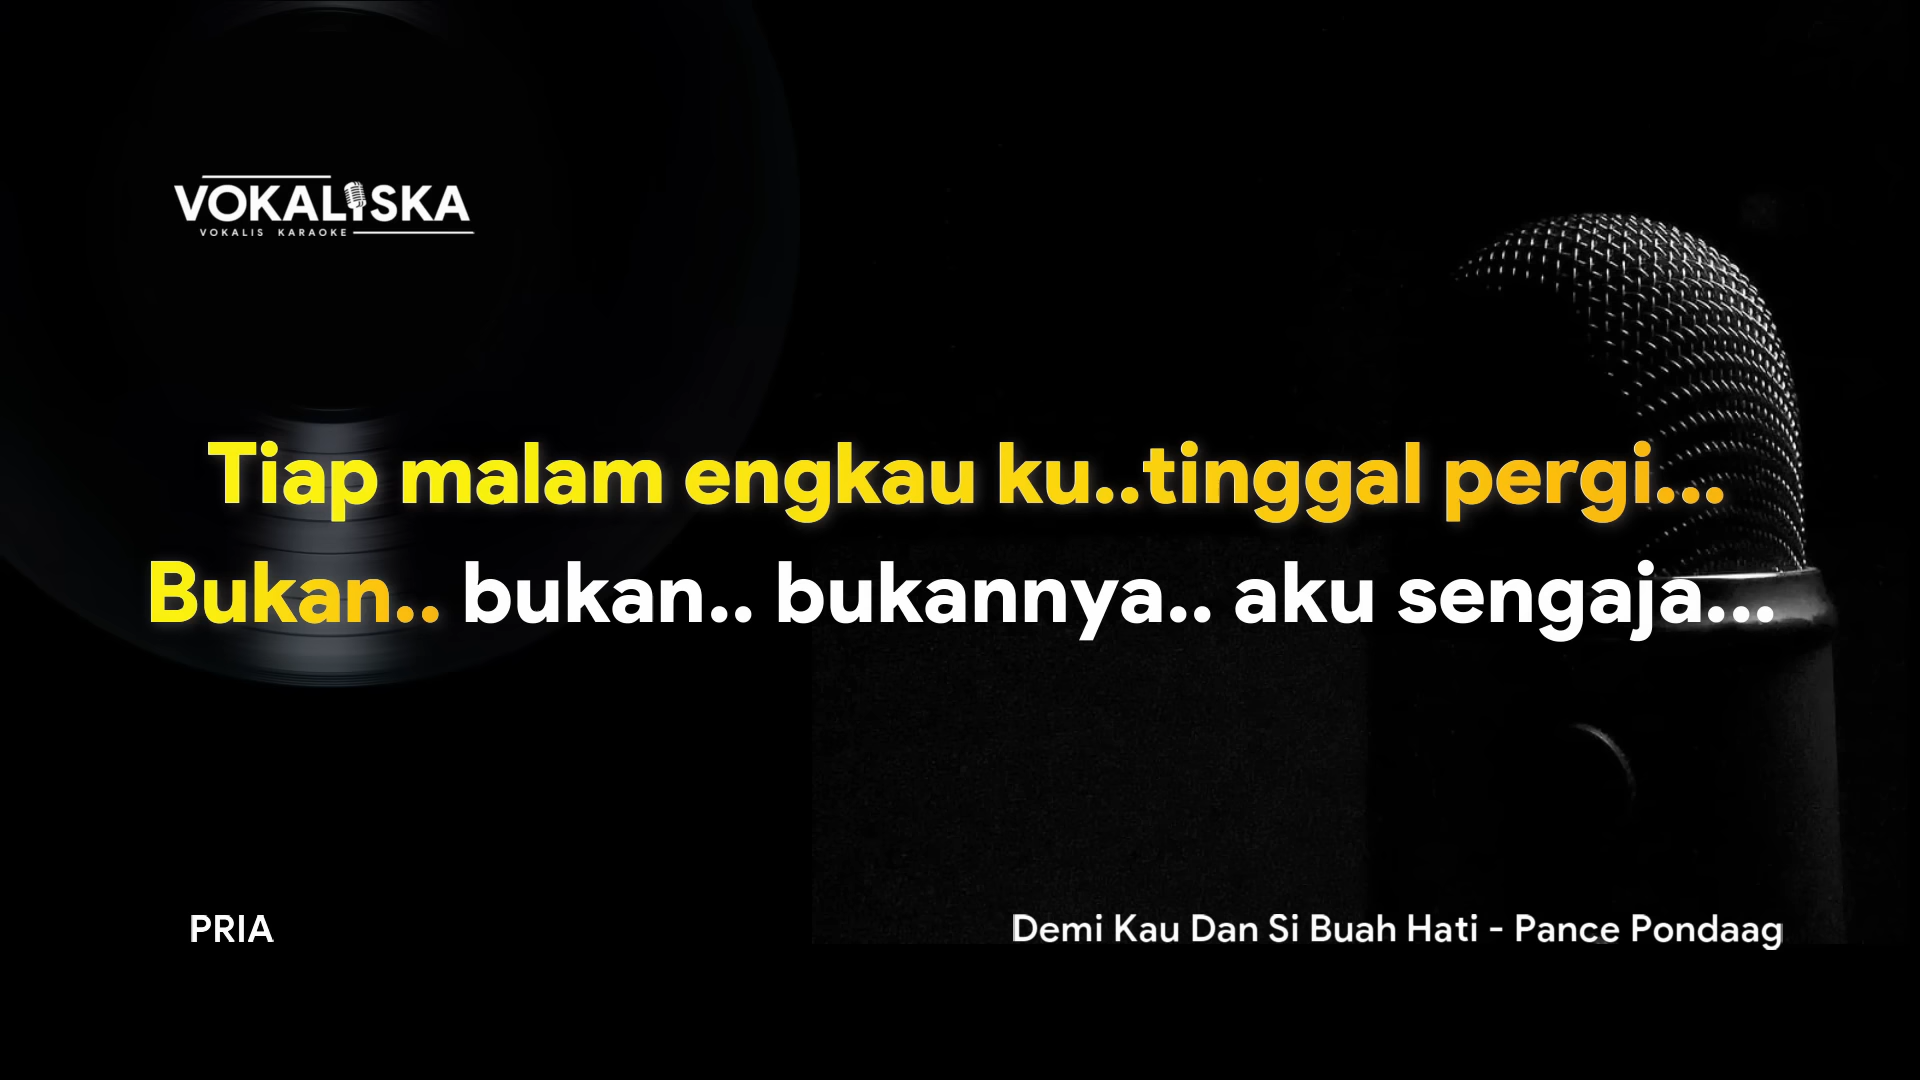 VOKALISKA
VOKALIS KARAOKE
Tiap malam engkau ku..tinggal pergi...
Bukan.. bukan.. bukannya.. aku sengaja...
PRIA
Demi Kau Dan Si Buah Hati - Pance Pondaag